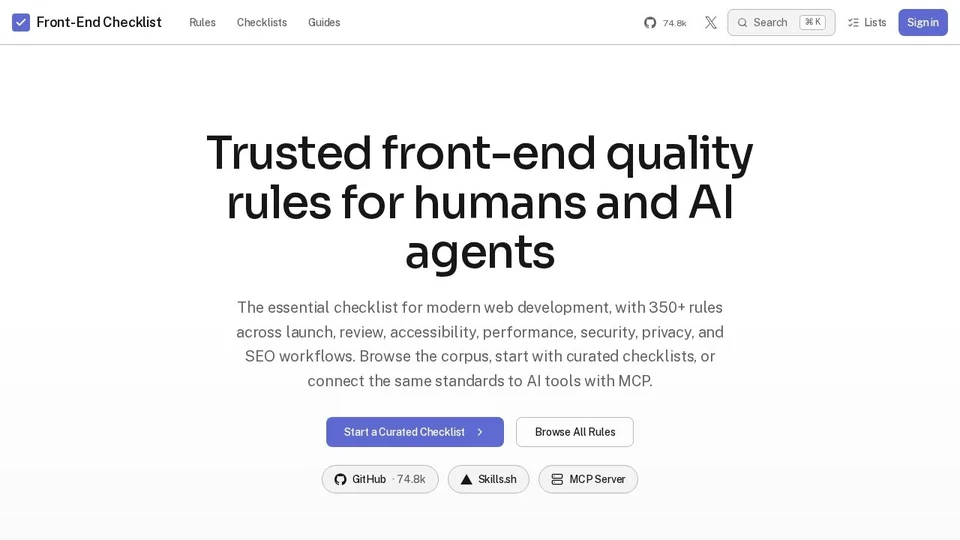 Front-End Checklist Rules Checklists Guides 74.8k Search ⌘ K Lists Sign in
Trusted front-end quality
rules for humans and AI
agents
The essential checklist for modern web development, with 350+ rules
across launch, review, accessibility, performance, security, privacy, and
SEO workflows. Browse the corpus, start with curated checklists, or
connect the same standards to AI tools with MCP.
Start a Curated Checklist Browse All Rules
GitHub · 74.8k Skills.sh MCP Server